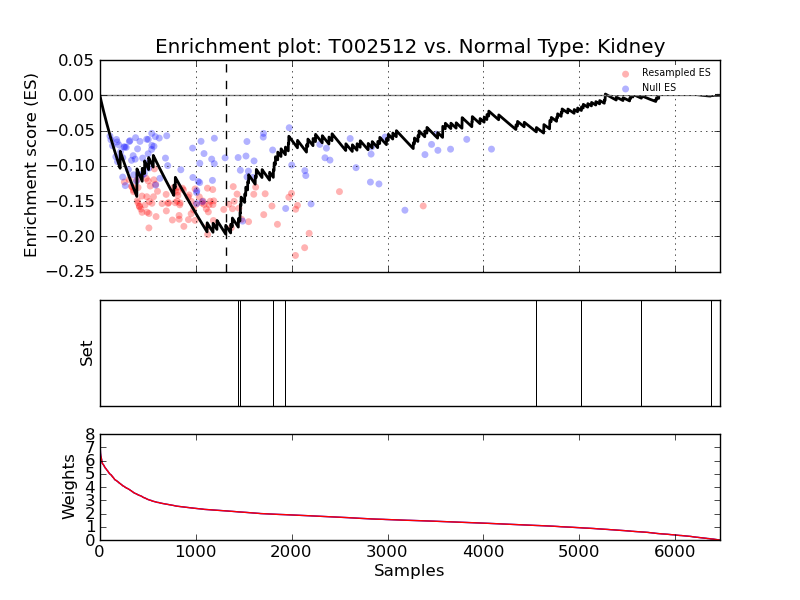 Enrichment plot: T002512 vs. Normal Type: Kidney
Enrichment score (ES)
0.05
0.00
−0.05
−0.10
−0.15
−0.20
−0.25
Resampled ES
Null ES
Set
Weights
8
7
6
5
4
3
2
1
0
0 1000 2000 3000 4000 5000 6000
Samples